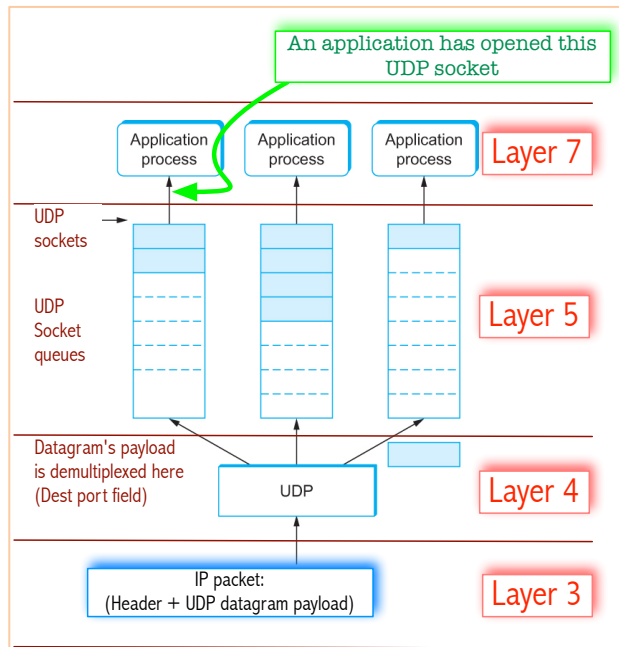 An application has opened this
UDP socket
Application
process
Application
process
Application
process
Layer 7
UDP
sockets
UDP
Socket
queues
Layer 5
Datagram's payload
is demultiplexed here
(Dest port field)
UDP
Layer 4
IP packet:
(Header + UDP datagram payload)
Layer 3